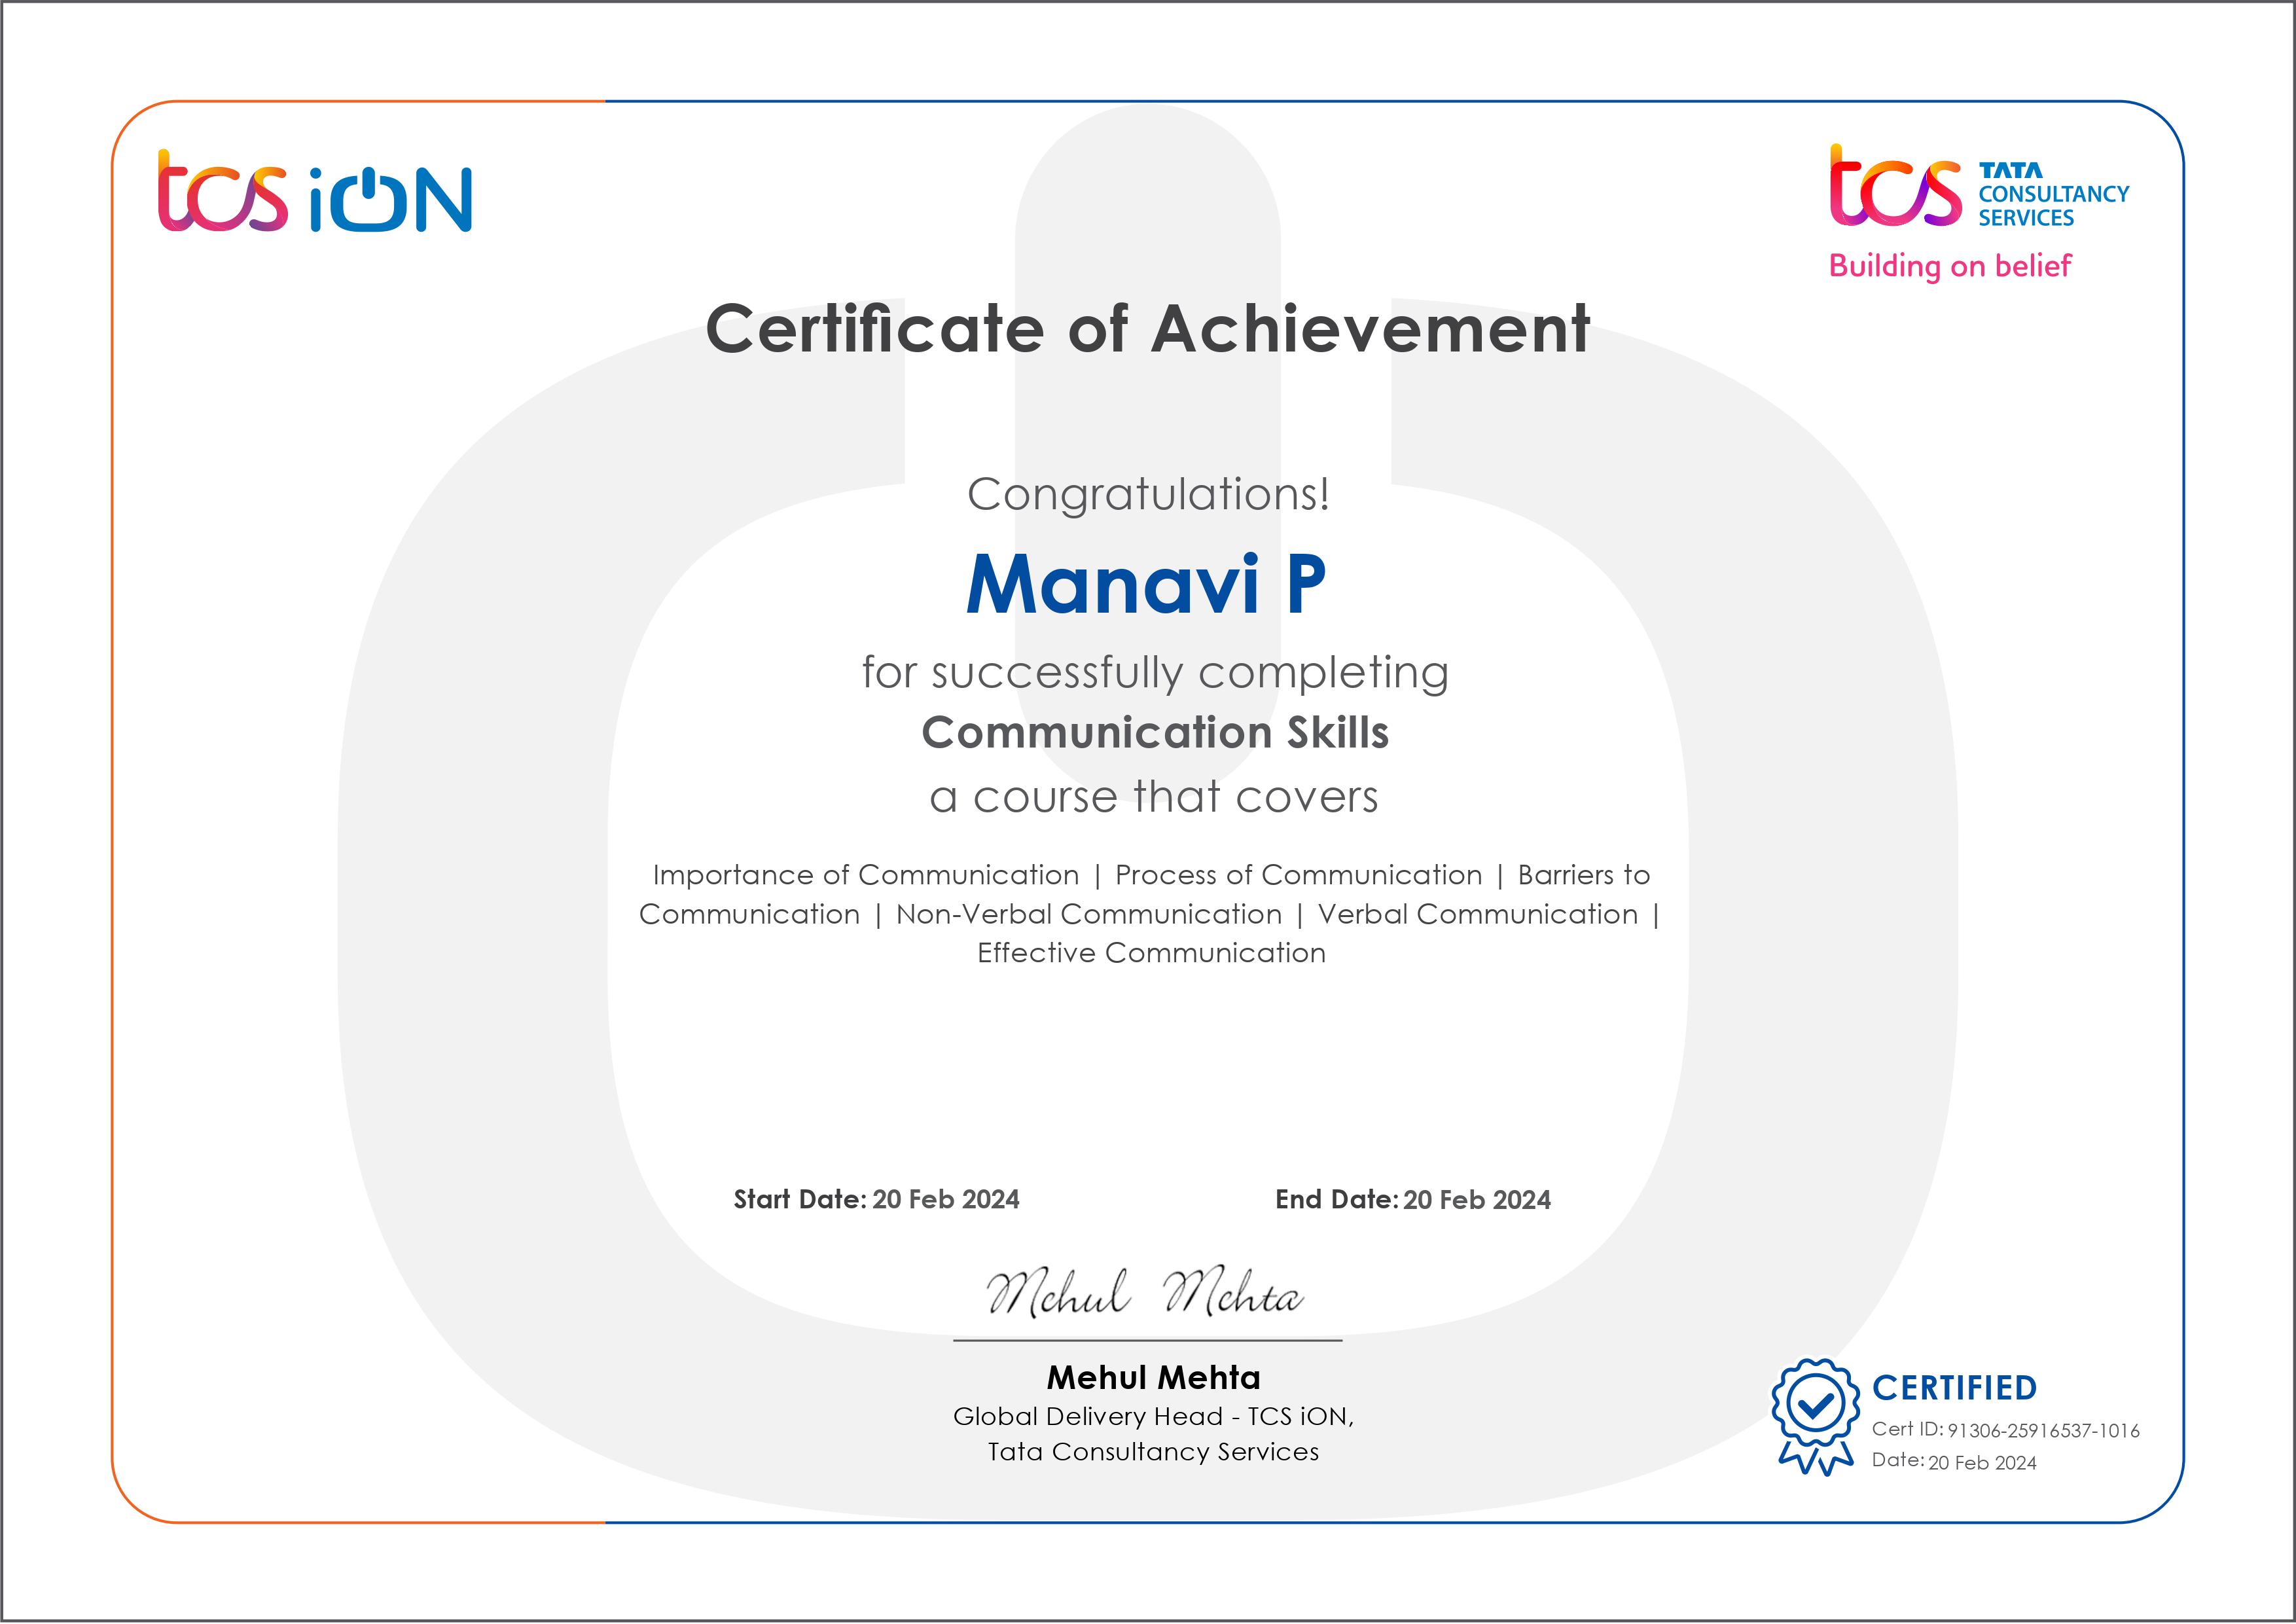 tcs iON
tcs TATA
CONSULTANCY
SERVICES
Building on belief
Certificate of Achievement
Congratulations!
Manavi P
for successfully completing
Communication Skills
a course that covers
Importance of Communication | Process of Communication | Barriers to
Communication | Non-Verbal Communication | Verbal Communication |
Effective Communication
Start Date: 20 Feb 2024 End Date: 20 Feb 2024
Mehul Mehta
Mehul Mehta
Global Delivery Head - TCS iON,
Tata Consultancy Services
CERTIFIED
Cert ID: 91306-25916537-1016
Date: 20 Feb 2024